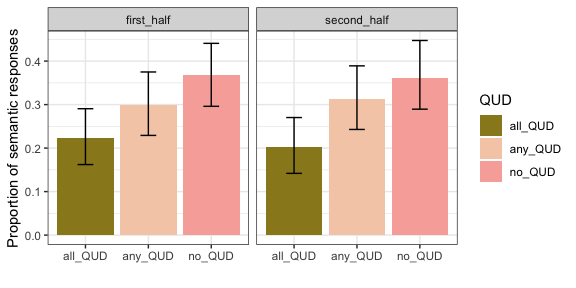 first_half
second_half
Proportion of semantic responses
0.4
0.3
0.2
0.1
0.0
all_QUD any_QUD no_QUD
all_QUD any_QUD no_QUD
QUD
all_QUD
any_QUD
no_QUD